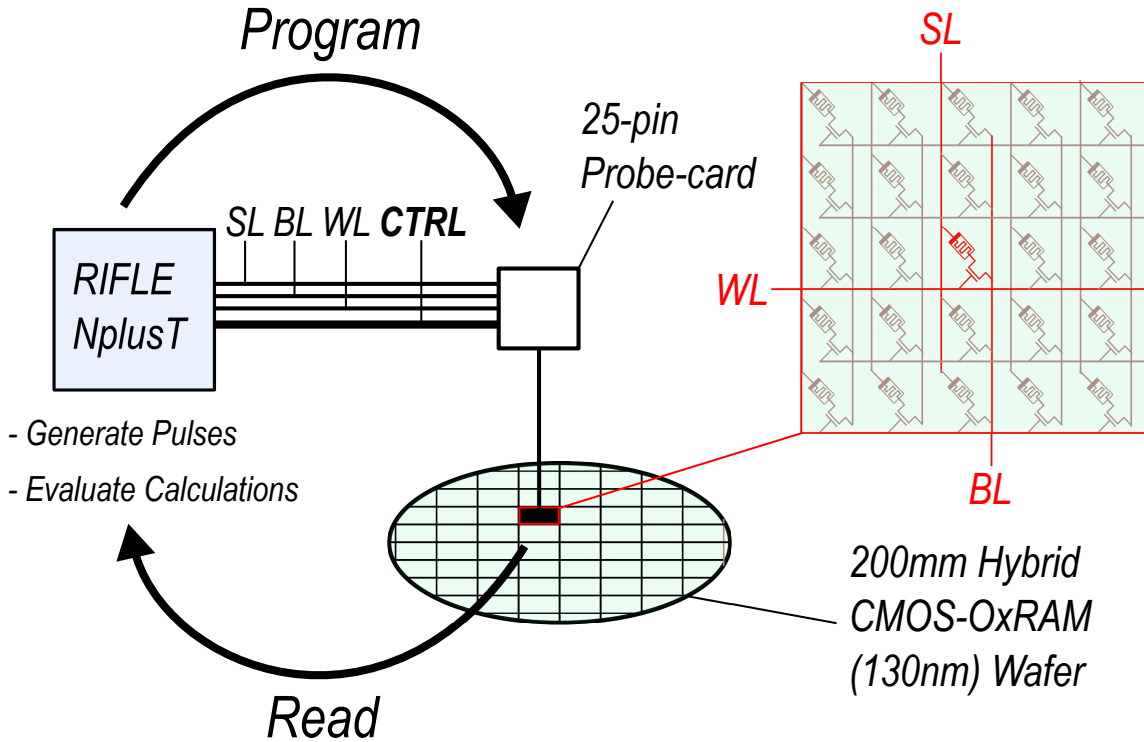 Program
SL
25-pin
Probe-card
SL BL WL CTRL
RIFLE
NplusT
WL
- Generate Pulses
- Evaluate Calculations
BL
200mm Hybrid
CMOS-OxRAM
(130nm) Wafer
Read